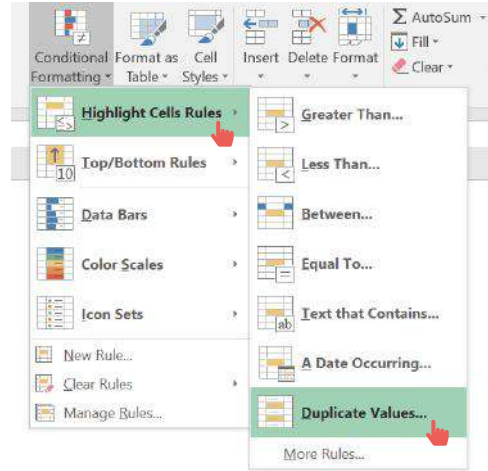 AutoSum
Fill
Clear
Conditional Formatting
Format as Table
Cell Styles
Insert
Delete
Format
Highlight Cells Rules
Top/Bottom Rules
10
Data Bars
Color Scales
Icon Sets
New Rule...
Clear Rules
Manage Rules...
Greater Than...
Less Than...
Between...
Equal To...
Text that Contains...
ab
A Date Occurring...
Duplicate Values...
More Rules...